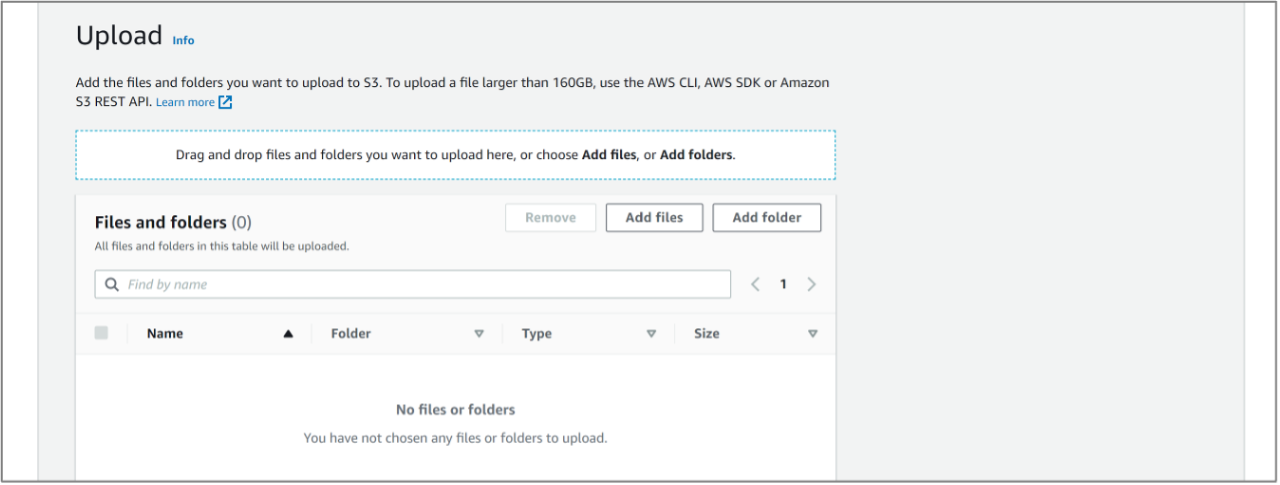 Upload Info
Add the files and folders you want to upload to S3. To upload a file larger than 160GB, use the AWS CLI, AWS SDK or Amazon
S3 REST API. Learn more
Drag and drop files and folders you want to upload here, or choose Add files, or Add folders.
Files and folders (0) Remove Add files Add folder
All files and folders in this table will be uploaded.
Find by name 1
Name Folder Type Size
No files or folders
You have not chosen any files or folders to upload.